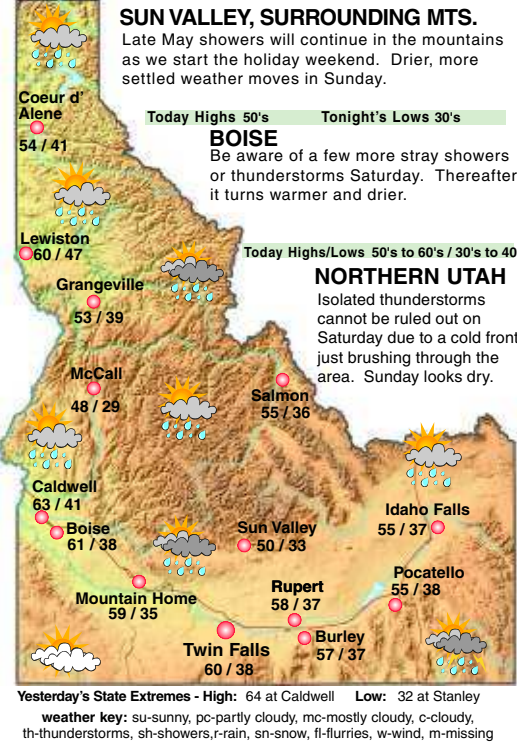 SUN VALLEY, SURROUNDING MTS.
Late May showers will continue in the mountains
as we start the holiday weekend. Drier, more
settled weather moves in Sunday.
Today Highs 50's Tonight's Lows 30's
BOISE
Be aware of a few more stray showers
or thunderstorms Saturday. Thereafter
it turns warmer and drier.
Today Highs/Lows 50's to 60's / 30's to 40
NORTHERN UTAH
Isolated thunderstorms
cannot be ruled out on
Saturday due to a cold front
just brushing through the
area. Sunday looks dry.
Coeur d'
Alene
54 / 41
Lewiston
60 / 47
Grangeville
53 / 39
McCall
48 / 29
Salmon
55 / 36
Caldwell
63 / 41
Boise
61 / 38
Sun Valley
50 / 33
Idaho Falls
55 / 37
Mountain Home
59 / 35
Rupert
58 / 37
Pocatello
55 / 38
Twin Falls
60 / 38
Burley
57 / 37
Yesterday's State Extremes - High: 64 at Caldwell Low: 32 at Stanley
weather key: su-sunny, pc-partly cloudy, mc-mostly cloudy, c-cloudy,
th-thunderstorms, sh-showers,r-rain, sn-snow, fl-flurries, w-wind, m-missing